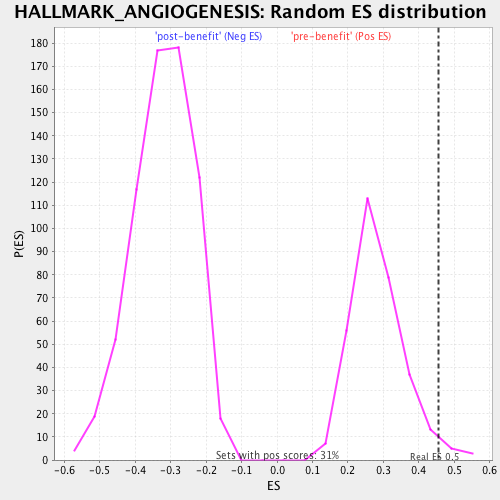 HALLMARK_ANGIOGENESIS: Random ES distribution
'post-benefit' (Neg ES) 'pre-benefit' (Pos ES)
180
170
160
150
140
130
120
110
100
90
80
70
60
50
40
30
20
10
0
P(ES)
Sets with pos scores: 31%
Real ES 0.5
-0.6 -0.5 -0.4 -0.3 -0.2 -0.1 0.0 0.1 0.2 0.3 0.4 0.5 0.6
ES